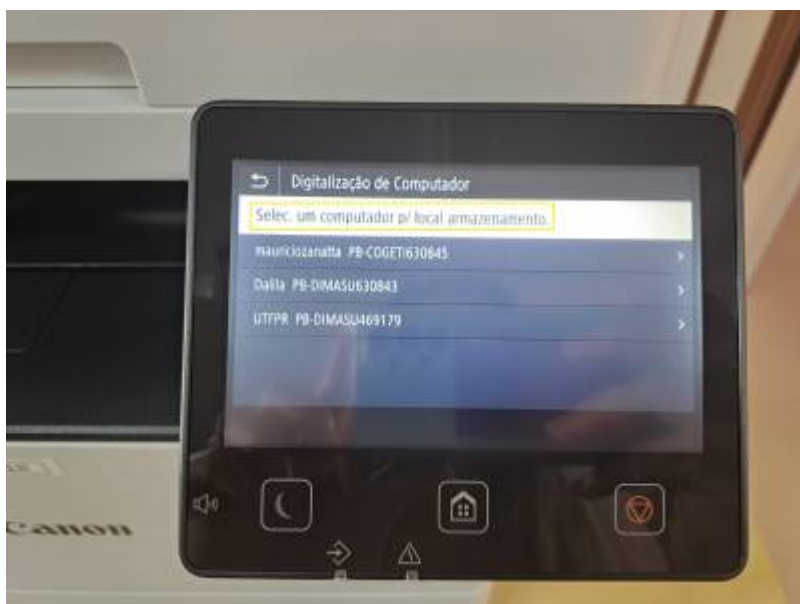 Digitalização de Computador
Selec. um computador p/ local armazenamento.
mauriciozanatta PB-COGETI630845
Dalila PB-DIMASU630843
UTFPR PB-DIMASU469179
Canon